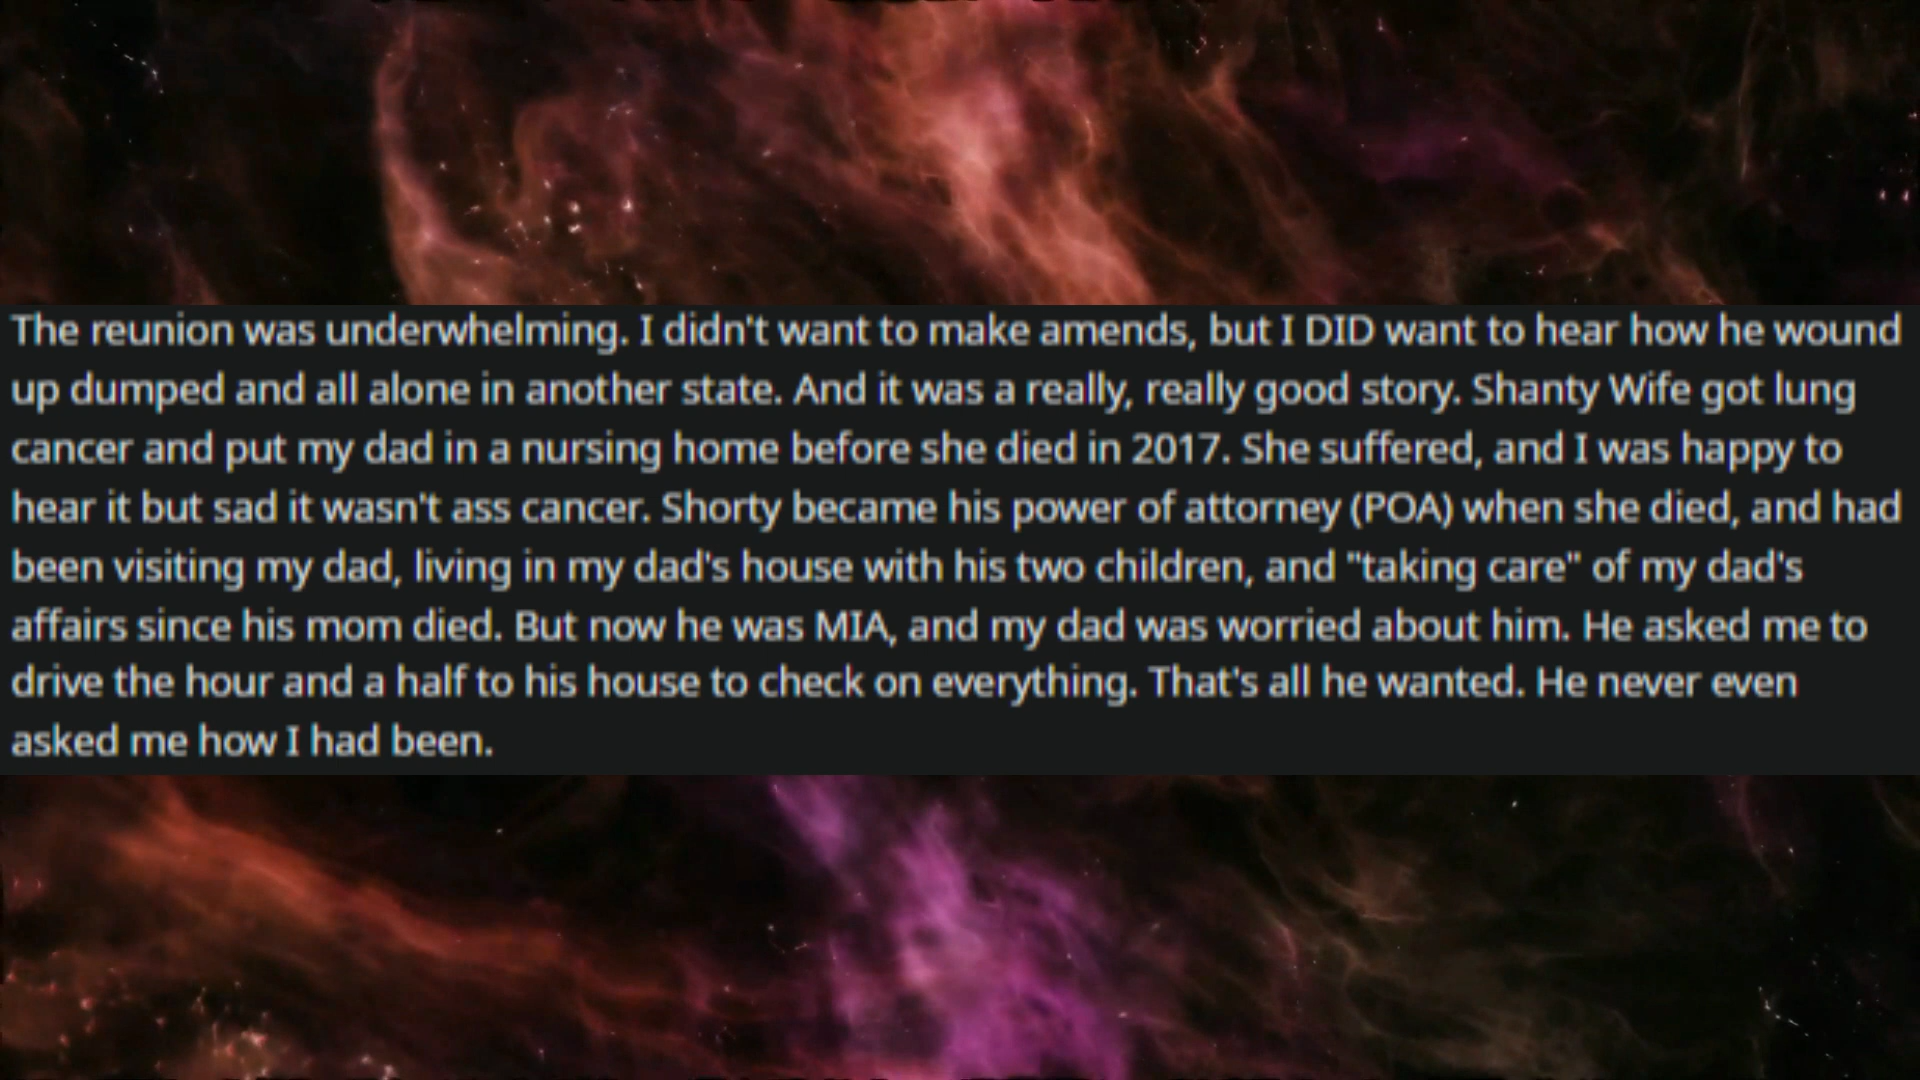 The reunion was underwhelming. I didn't want to make amends, but I DID want to hear how he wound
up dumped and all alone in another state. And it was a really, really good story. Shanty Wife got lung
cancer and put my dad in a nursing home before she died in 2017. She suffered, and I was happy to
hear it but sad it wasn't ass cancer. Shorty became his power of attorney (POA) when she died, and had
been visiting my dad, living in my dad's house with his two children, and "taking care" of my dad's
affairs since his mom died. But now he was MIA, and my dad was worried about him. He asked me to
drive the hour and a half to his house to check on everything. That's all he wanted. He never even
asked me how I had been.